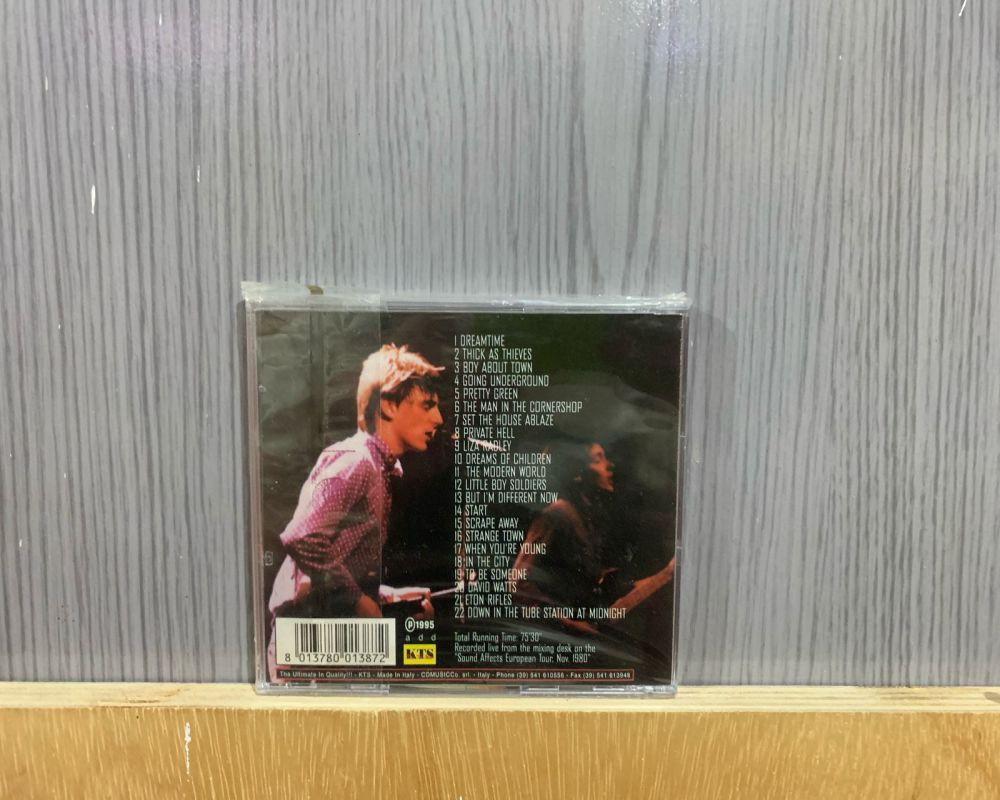 1 DREAMTIME
2 THICK AS THIEVES
3 BOY ABOUT TOWN
4 GOING UNDERGROUND
5 PRETTY GREEN
6 THE MAN IN THE CORNERSHOP
7 SET THE HOUSE ABLAZE
8 PRIVATE HELL
9 LIZA RADLEY
10 DREAMS OF CHILDREN
11 THE MODERN WORLD
12 LITTLE BOY SOLDIERS
13 BUT I'M DIFFERENT NOW
14 START
15 SCRAPE AWAY
16 STRANGE TOWN
17 WHEN YOU'RE YOUNG
18 IN THE CITY
19 TO BE SOMEONE
20 DAVID WATTS
21 ETON RIFLES
22 DOWN IN THE TUBE STATION AT MIDNIGHT
Total Running Time: 75'30"
Recorded live from the mixing desk on the
"Sound Affects European Tour, Nov. 1980"
℗1995
a d d
KTS
8 013780 013872
The Ultimate In Quality!!! - KTS - Made In Italy - COMUSICCo. srl. - Italy - Phone (39) 541 610556 - Fax (39) 541 613948